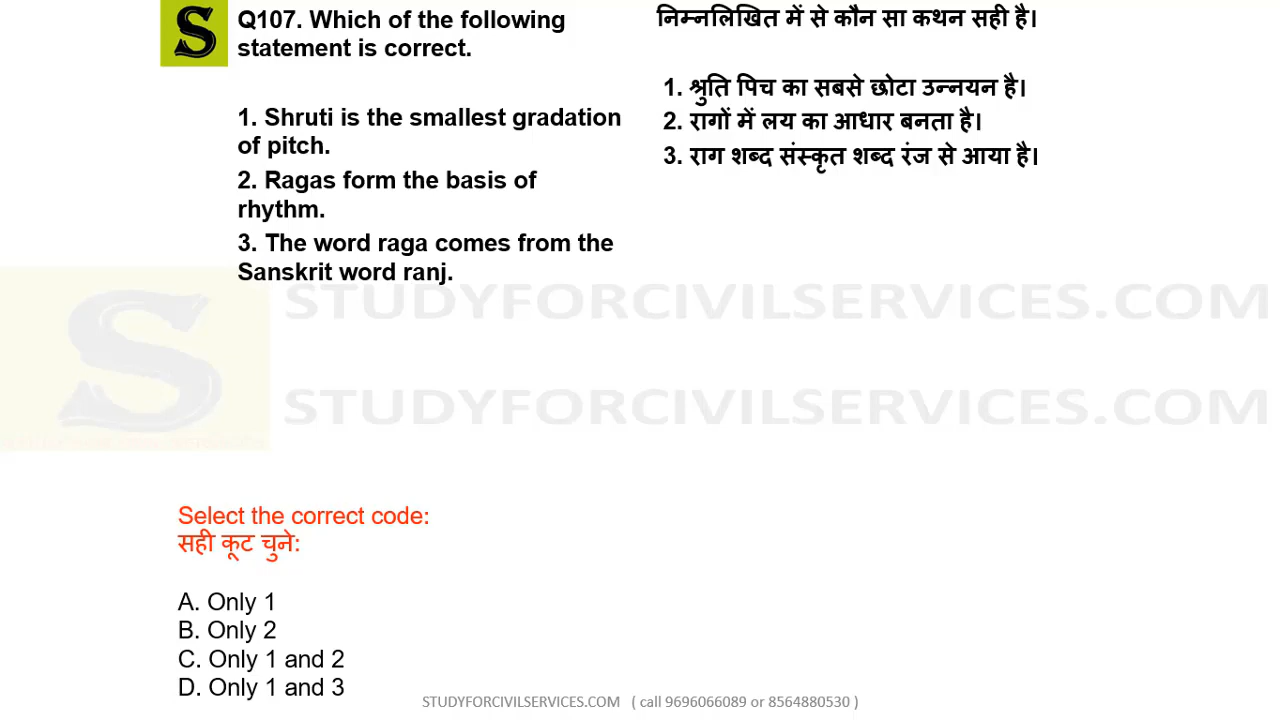 S
Q107. Which of the following
statement is correct.
1. Shruti is the smallest gradation
of pitch.
2. Ragas form the basis of
rhythm.
3. The word raga comes from the
Sanskrit word ranj.
निम्नलिखित में से कौन सा कथन सही है।
1. श्रुति पिच का सबसे छोटा उन्नयन है।
2. रागों में लय का आधार बनता है।
3. राग शब्द संस्कृत शब्द रंज से आया है।
S
STUDYFORCIVILSERVICES.COM
STUDYFORCIVILSERVICES.COM
Select the correct code:
सही कूट चुने:
A. Only 1
B. Only 2
C. Only 1 and 2
D. Only 1 and 3
STUDYFORCIVILSERVICES.COM ( call 9696066089 or 8564880530 )